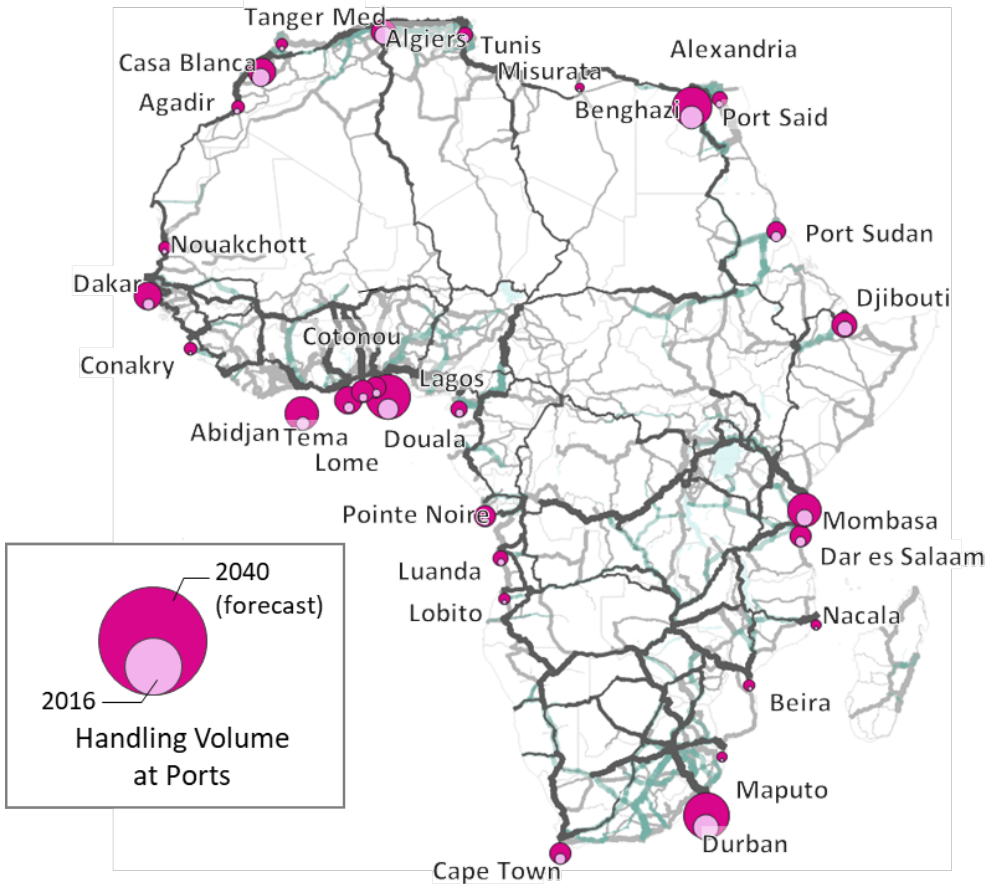 Tanger Med
Algiers
Tunis
Alexandria
Casa Blanca
Misurata
Agadir
Benghazi
Port Said
Nouakchott
Port Sudan
Dakar
Djibouti
Cotonou
Conakry
Lagos
Abidjan
Tema
Douala
Lome
Pointe Noire
Mombasa
Dar es Salaam
Luanda
Lobito
Nacala
2040
(forecast)
2016
Handling Volume
at Ports
Beira
Maputo
Durban
Cape Town